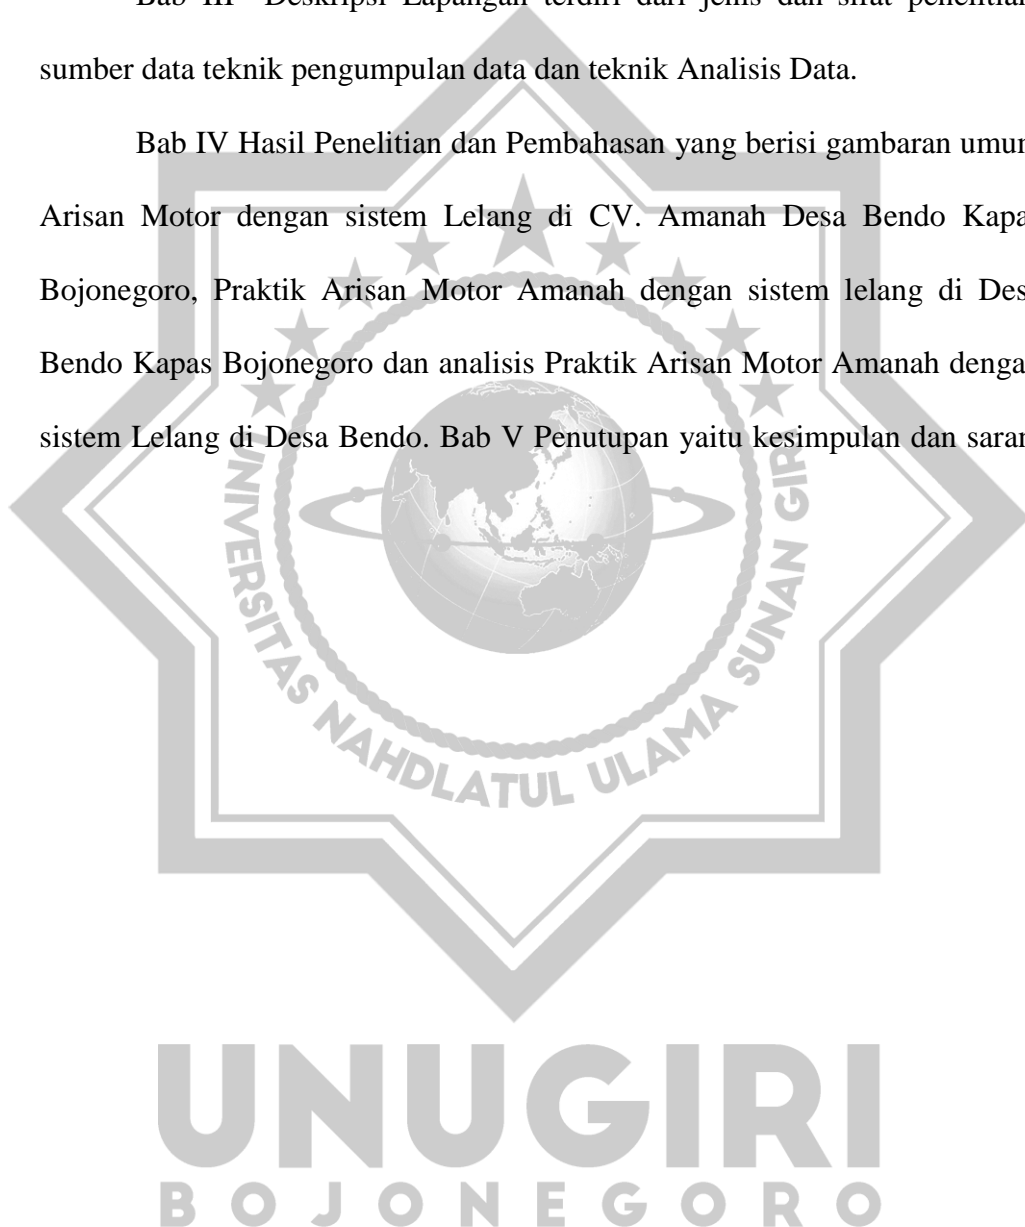 Bab III Deskripsi Lapangan terdiri dari jenis dan sifat penelitian
sumber data teknik pengumpulan data dan teknik Analisis Data.
Bab IV Hasil Penelitian dan Pembahasan yang berisi gambaran umum
Arisan Motor dengan sistem Lelang di CV. Amanah Desa Bendo Kapa
Bojonegoro, Praktik Arisan Motor Amanah dengan sistem lelang di Des
Bendo Kapas Bojonegoro dan analisis Praktik Arisan Motor Amanah denga
sistem Lelang di Desa Bendo. Bab V Penutupan yaitu kesimpulan dan saran
UNIVERSITAS NAHDLATUL ULAMA SUNAN GIRI
UNUGIRI
BOJONEGORO